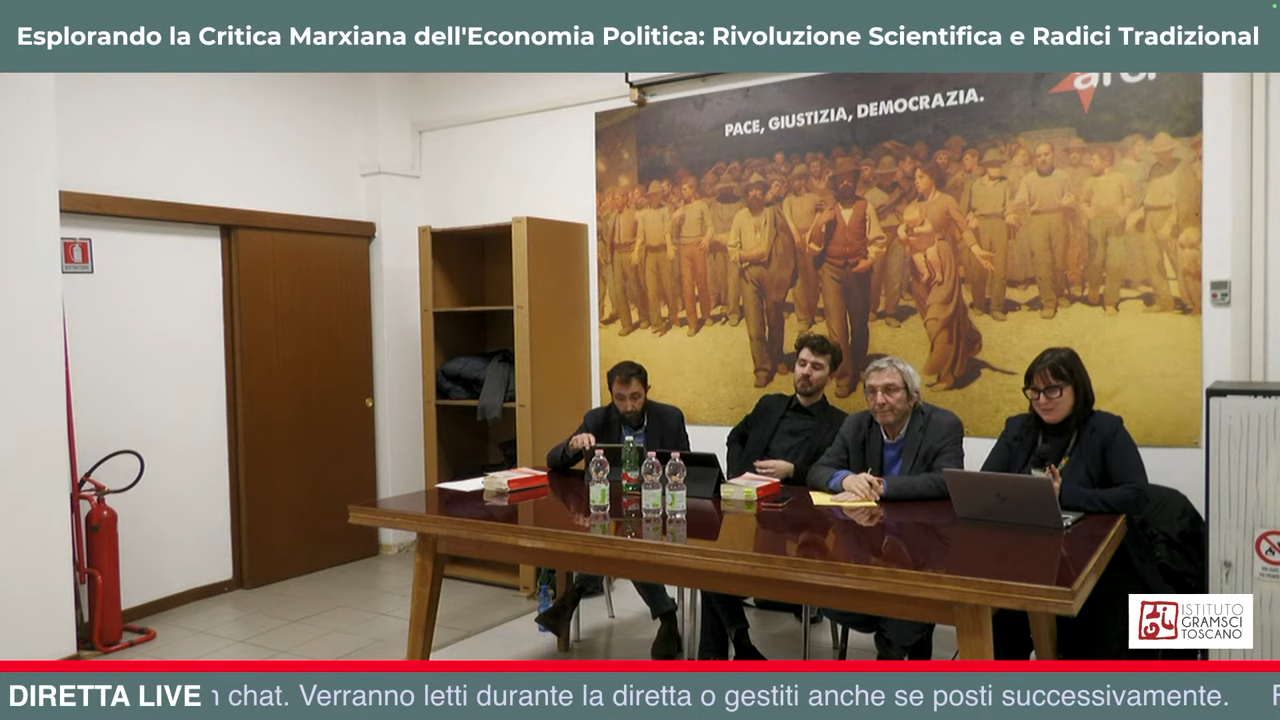 Esplorando la Critica Marxiana dell'Economia Politica: Rivoluzione Scientifica e Radici Tradizional
PACE, GIUSTIZIA, DEMOCRAZIA.
ISTITUTO
GRAMSCI
TOSCANO
DIRETTA LIVE
n chat. Verranno letti durante la diretta o gestiti anche se posti successivamente.